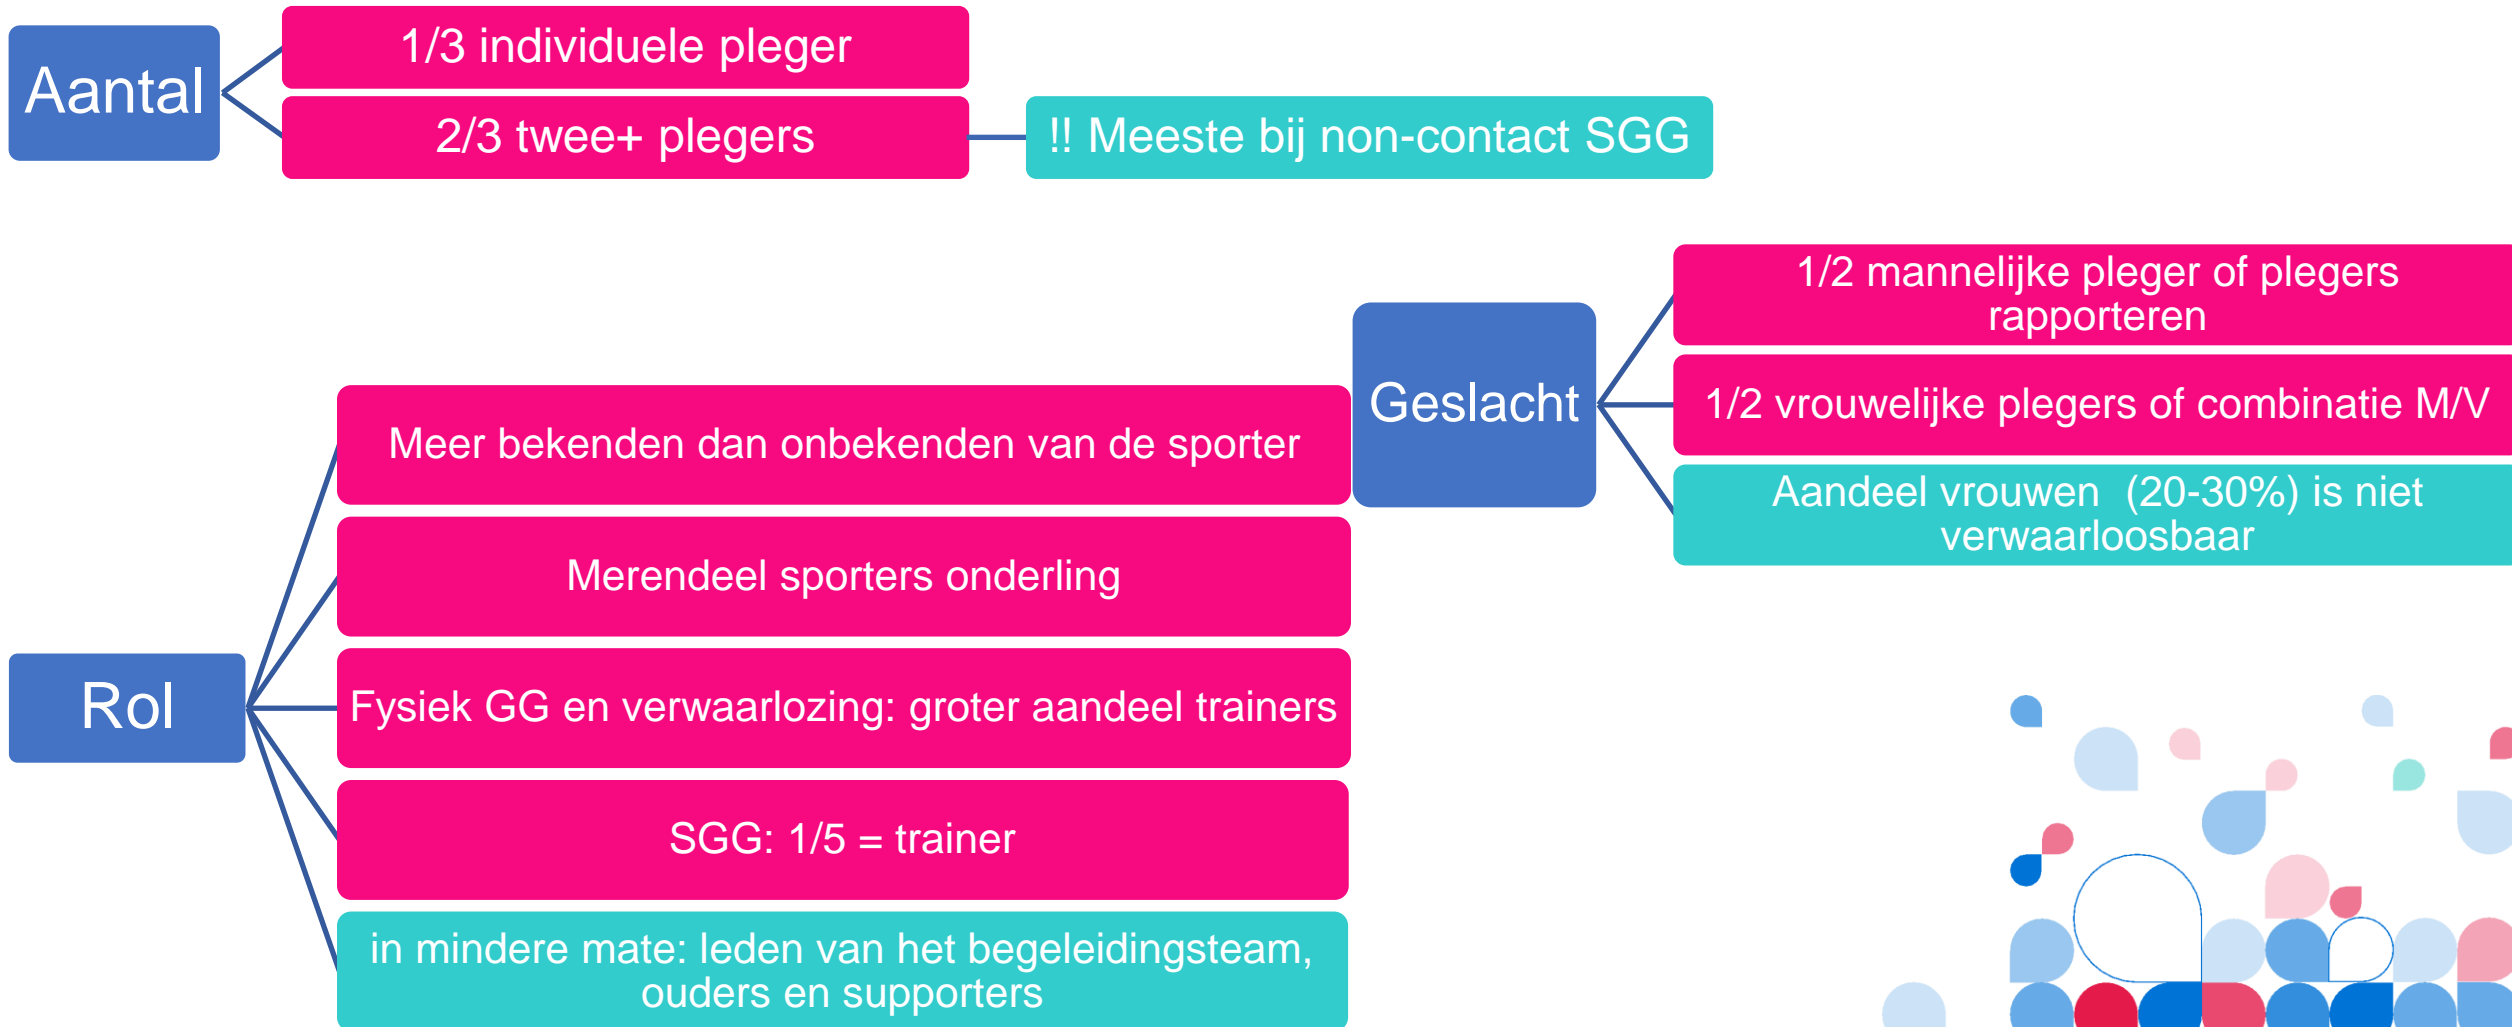 Aantal
1/3 individuele pleger
2/3 twee+ plegers
!! Meeste bij non-contact SGG
Geslacht
1/2 mannelijke pleger of plegers
rapporteren
1/2 vrouwelijke plegers of combinatie M/V
Aandeel vrouwen  (20-30%) is niet
verwaarloosbaar
Rol
Meer bekenden dan onbekenden van de sporter
Merendeel sporters onderling
Fysiek GG en verwaarlozing: groter aandeel trainers
SGG: 1/5 = trainer
in mindere mate: leden van het begeleidingsteam,
ouders en supporters